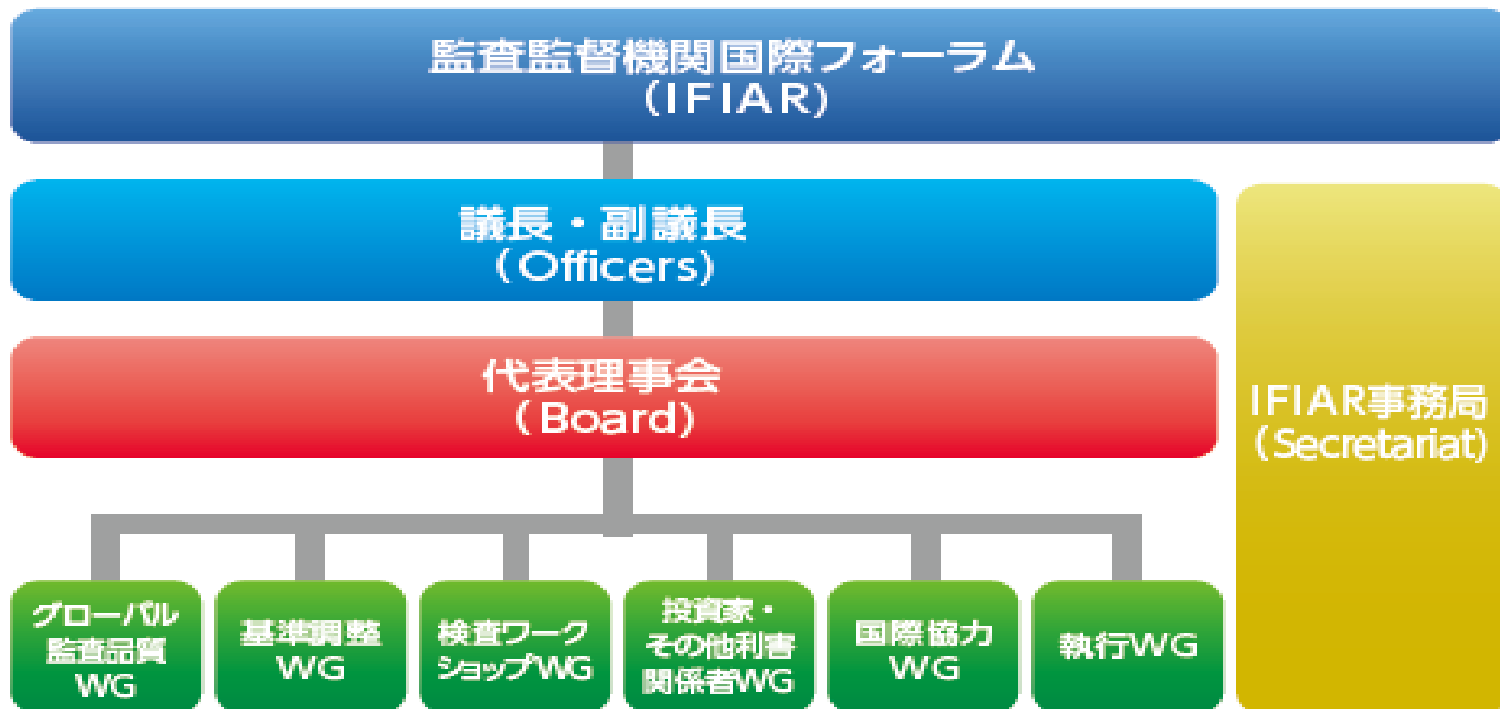 監査監督機関国際フォーラム
(IFIAR)
議長・副議長
(Officers)
代表理事会
(Board)
IFIAR事務局
(Secretariat)
グローバル
監査品質
WG
基準調整
WG
検査ワーク
ショップWG
投資家・
その他利害
関係者WG
国際協力
WG
執行WG